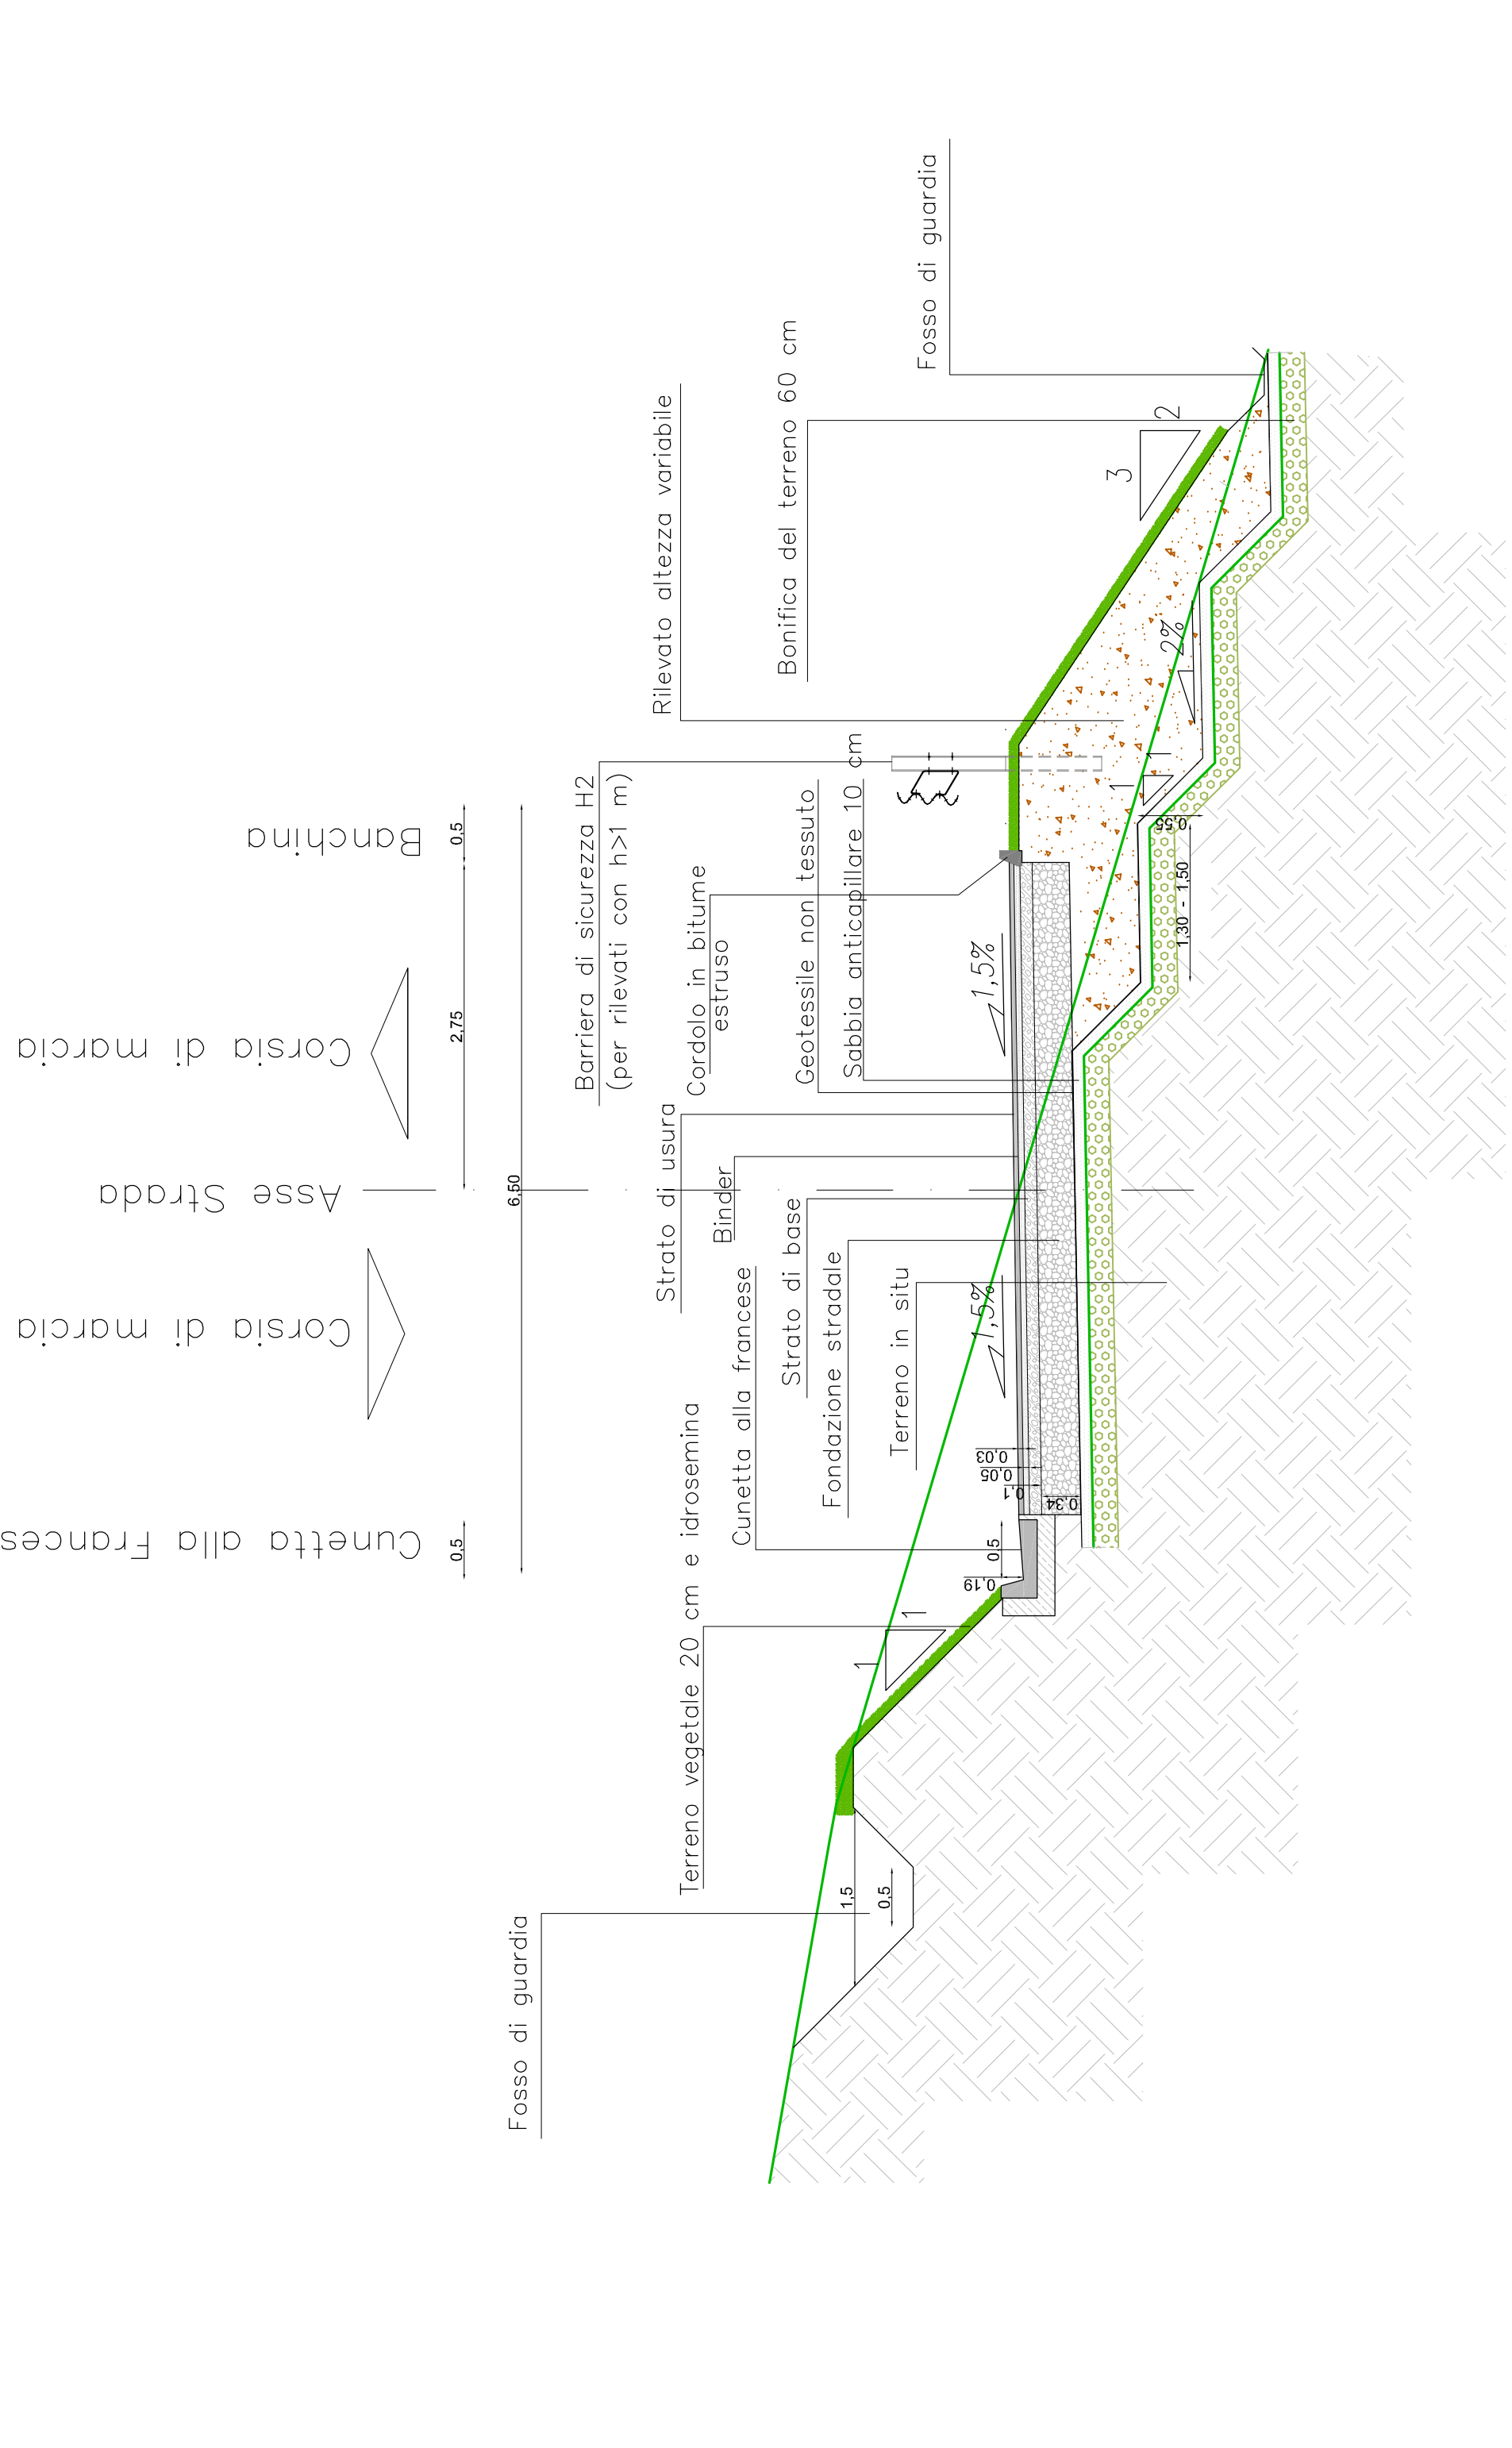 Cunetta alla Frances
Corsia di marcia
Asse Strada
Corsia di marcia
Banchina
0,5
2,75
0,5
6,50
Fosso di guardia
Terreno vegetale 20 cm e idrosemina
Cunetta alla francese
Strato di usura
Binder
Strato di base
Fondazione stradale
Terreno in situ
Barriera di sicurezza H2
(per rilevati con h>1 m)
Cordolo in bitume
estruso
Geotessile non tessuto
Sabbia anticapillare 10 cm
Rilevato altezza variabile
Bonifica del terreno 60 cm
Fosso di guardia
1,5
0,5
1
1
0,19
0,5
0,03
0,05
0,1
0,34
1,5%
1,5%
1,30 - 1,50
0,55
1
1
2%
3
2